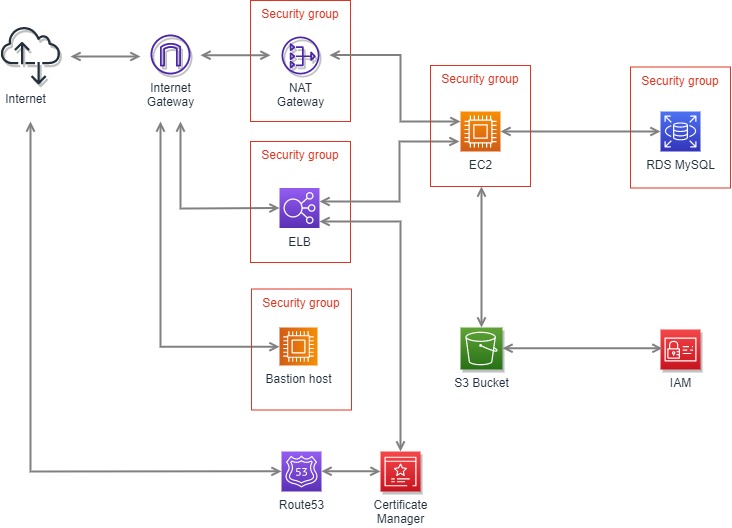 Security group
Internet
Internet
Gateway
NAT
Gateway
Security group
EC2
Security group
RDS MySQL
Security group
ELB
Security group
Bastion host
S3 Bucket
IAM
53
Route53
Certificate
Manager